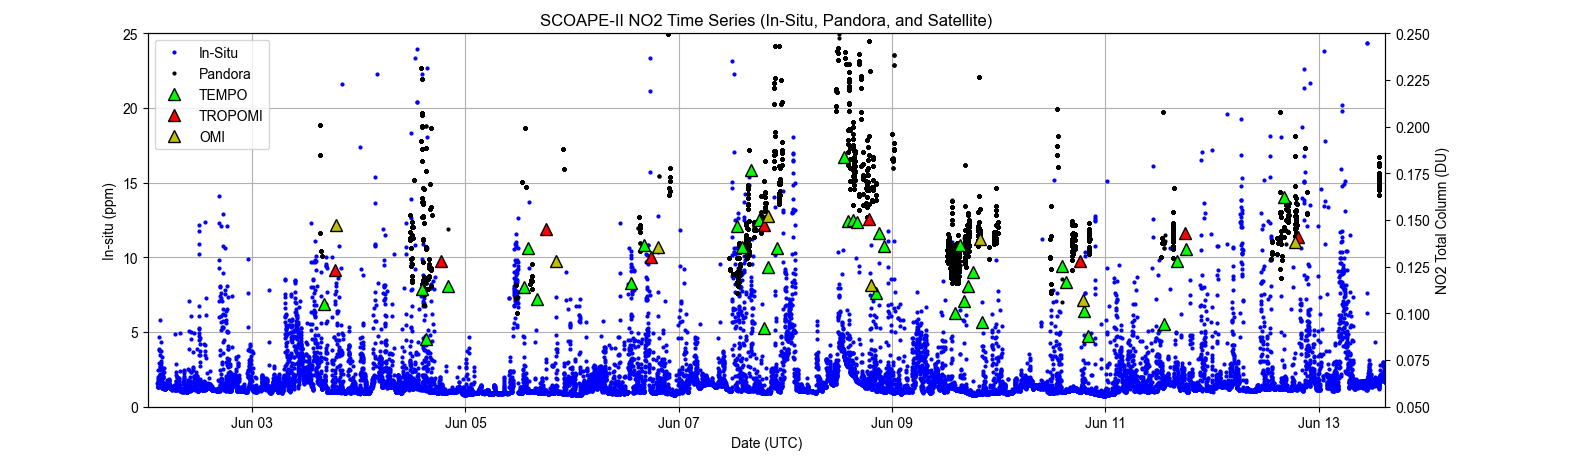 SCOAPE-II NO2 Time Series (In-Situ, Pandora, and Satellite)
In-Situ
Pandora
TEMPO
TROPOMI
OMI
In-situ (ppm)
25
20
15
10
5
0
NO2 Total Column (DU)
0.250
0.225
0.200
0.175
0.150
0.125
0.100
0.075
0.050
Jun 03 Jun 05 Jun 07 Jun 09 Jun 11 Jun 13
Date (UTC)